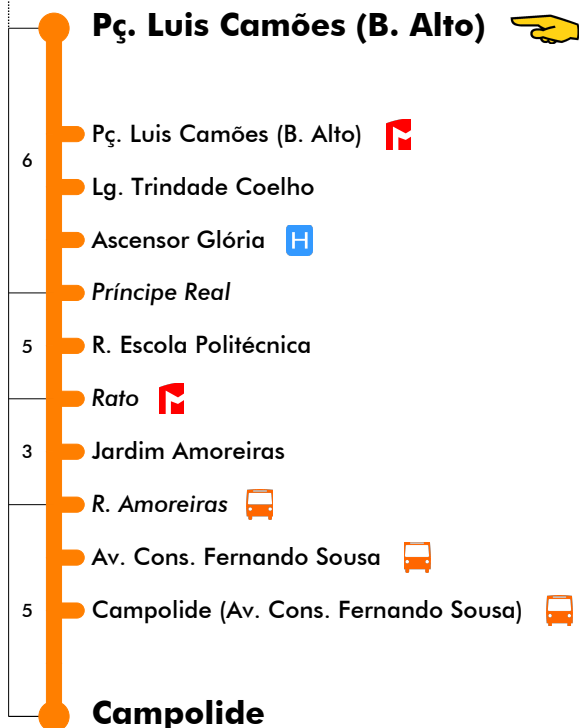 Pç. Luis Camões (B. Alto)
Pç. Luis Camões (B. Alto)
6
Lg. Trindade Coelho
Ascensor Glória H
Príncipe Real
5 R. Escola Politécnica
Rato
3 Jardim Amoreiras
R. Amoreiras
Av. Cons. Fernando Sousa
5 Campolide (Av. Cons. Fernando Sousa)
Campolide